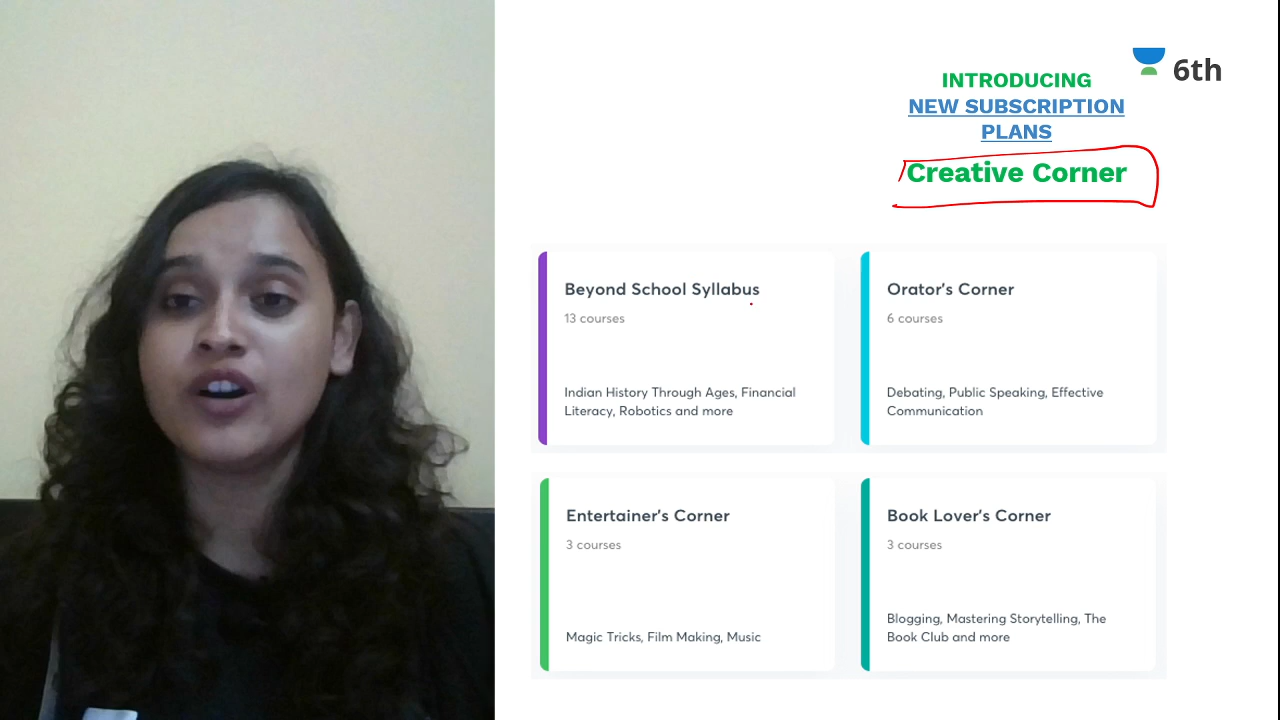 6th
INTRODUCING
NEW SUBSCRIPTION
PLANS
Creative Corner
Beyond School Syllabus
13 courses
Indian History Through Ages, Financial
Literacy, Robotics and more
Orator's Corner
6 courses
Debating, Public Speaking, Effective
Communication
Entertainer's Corner
3 courses
Magic Tricks, Film Making, Music
Book Lover's Corner
3 courses
Blogging, Mastering Storytelling, The
Book Club and more